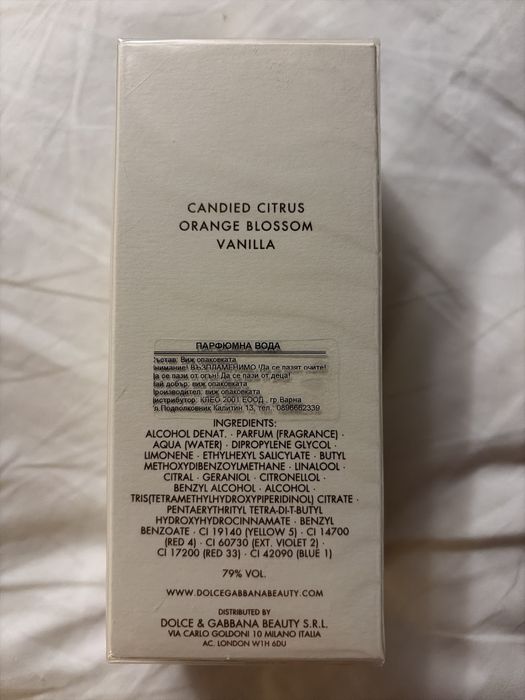 CANDIED CITRUS
ORANGE BLOSSOM
VANILLA
ПАРФЮМНА ВОДА
състав: Виж опаковката
внимание! ВЪЗПЛАМЕНИМО !Да се пазят очите!
да се пази от огън! Да се пази от деца!
Най добър: виж опаковката
производител: виж опаковката
дистрибутор: КЛЕО 2001 ЕООД , гр.Варна
ул.Подполковник Калитин 13, тел.: 0896662339
INGREDIENTS:
ALCOHOL DENAT. · PARFUM (FRAGRANCE) ·
AQUA (WATER) · DIPROPYLENE GLYCOL ·
LIMONENE · ETHYLHEXYL SALICYLATE · BUTYL
METHOXYDIBENZOYLMETHANE · LINALOOL ·
CITRAL · GERANIOL · CITRONELLOL ·
BENZYL ALCOHOL · ALCOHOL ·
TRIS(TETRAMETHYLHYDROXYPIPERIDINOL) CITRATE ·
PENTAERYTHRITYL TETRA-DI-T-BUTYL
HYDROXYHYDROCINNAMATE · BENZYL
BENZOATE · CI 19140 (YELLOW 5) · CI 14700
(RED 4) · CI 60730 (EXT. VIOLET 2) ·
CI 17200 (RED 33) · CI 42090 (BLUE 1)
79% VOL.
WWW.DOLCEGABBANABEAUTY.COM
DISTRIBUTED BY
DOLCE & GABBANA BEAUTY S.R.L.
VIA CARLO GOLDONI 10 MILANO ITALIA
AC. LONDON W1H 6DU